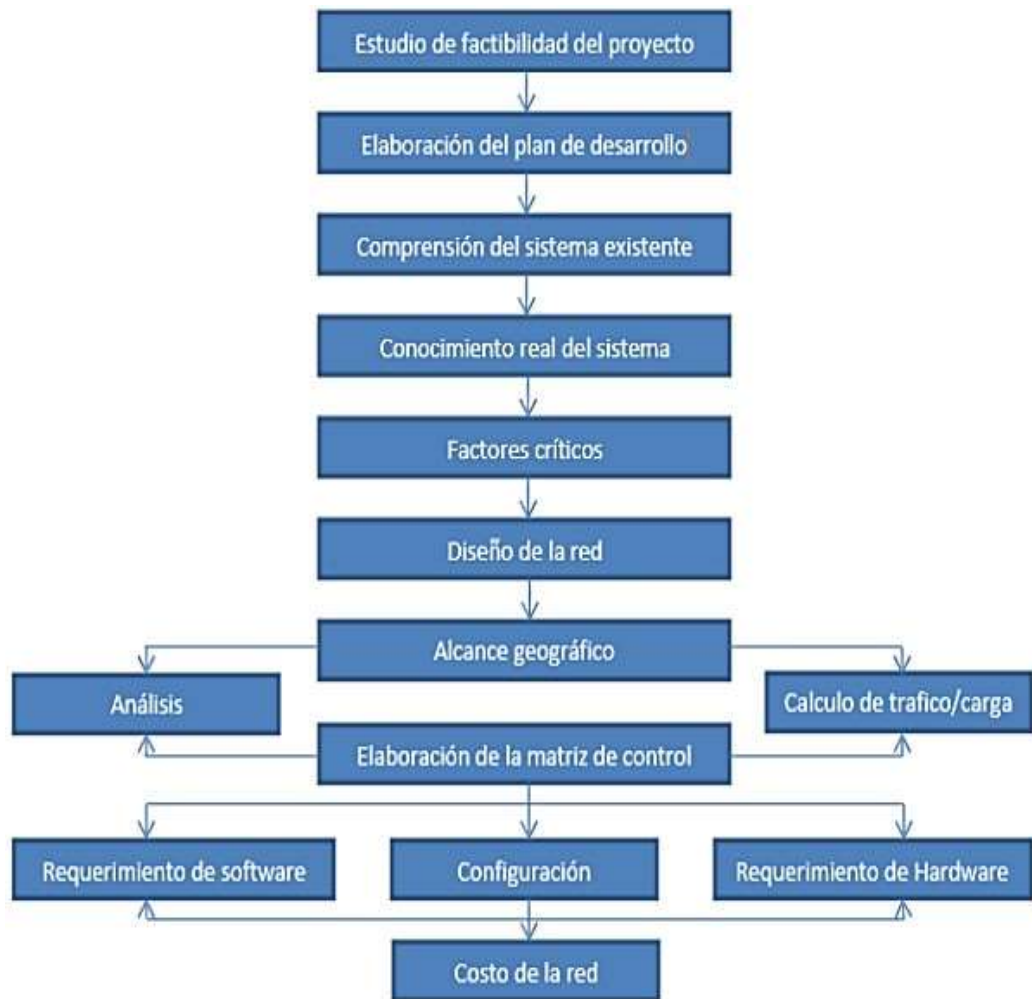 Estudio de factibilidad del proyecto
Elaboración del plan de desarrollo
Comprensión del sistema existente
Conocimiento real del sistema
Factores críticos
Diseño de la red
Alcance geográfico
Análisis
Calculo de trafico/carga
Elaboración de la matriz de control
Requerimiento de software
Configuración
Requerimiento de Hardware
Costo de la red